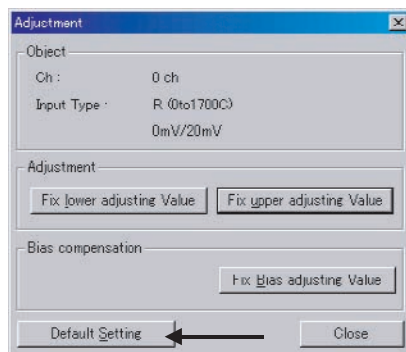 Adjustment
Object
Ch : 0 ch
Input Type : R (0to1700C)
0mV/20mV
Adjustment
Fix lower adjusting Value Fix upper adjusting Value
Bias compensation
Fix Bias adjusting Value
Default Setting Close